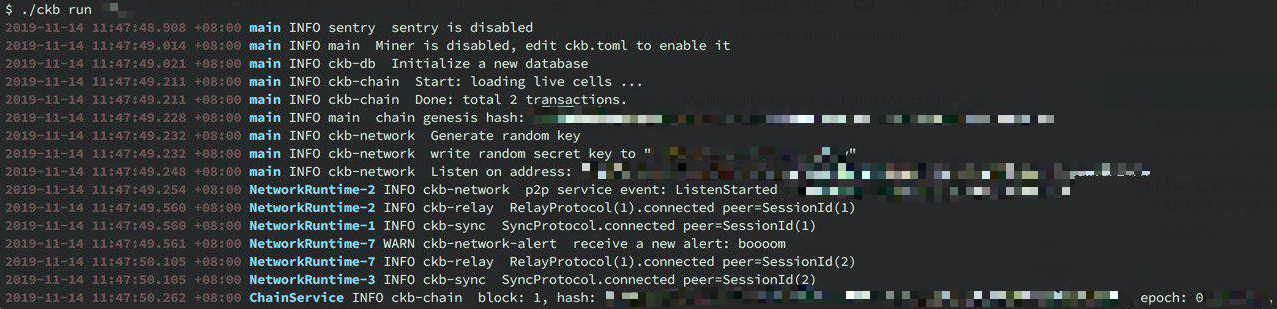 $ ./ckb run
2019-11-14 11:47:48.908 +08:00 main INFO sentry  sentry is disabled
2019-11-14 11:47:49.014 +08:00 main INFO main  Miner is disabled, edit ckb.toml to enable it
2019-11-14 11:47:49.021 +08:00 main INFO ckb-db  Initialize a new database
2019-11-14 11:47:49.211 +08:00 main INFO ckb-chain  Start: loading live cells ...
2019-11-14 11:47:49.211 +08:00 main INFO ckb-chain  Done: total 2 transactions.
2019-11-14 11:47:49.228 +08:00 main INFO main  chain genesis hash:
2019-11-14 11:47:49.232 +08:00 main INFO ckb-network  Generate random key
2019-11-14 11:47:49.232 +08:00 main INFO ckb-network  write random secret key to " "
2019-11-14 11:47:49.248 +08:00 main INFO ckb-network  Listen on address:
2019-11-14 11:47:49.254 +08:00 NetworkRuntime-2 INFO ckb-network  p2p service event: ListenStarted
2019-11-14 11:47:49.560 +08:00 NetworkRuntime-2 INFO ckb-relay  RelayProtocol(1).connected peer=SessionId(1)
2019-11-14 11:47:49.560 +08:00 NetworkRuntime-1 INFO ckb-sync  SyncProtocol.connected peer=SessionId(1)
2019-11-14 11:47:49.561 +08:00 NetworkRuntime-7 WARN ckb-network-alert  receive a new alert: boooom
2019-11-14 11:47:50.105 +08:00 NetworkRuntime-7 INFO ckb-relay  RelayProtocol(1).connected peer=SessionId(2)
2019-11-14 11:47:50.105 +08:00 NetworkRuntime-3 INFO ckb-sync  SyncProtocol.connected peer=SessionId(2)
2019-11-14 11:47:50.262 +08:00 ChainService INFO ckb-chain  block: 1, hash: epoch: 0 ,